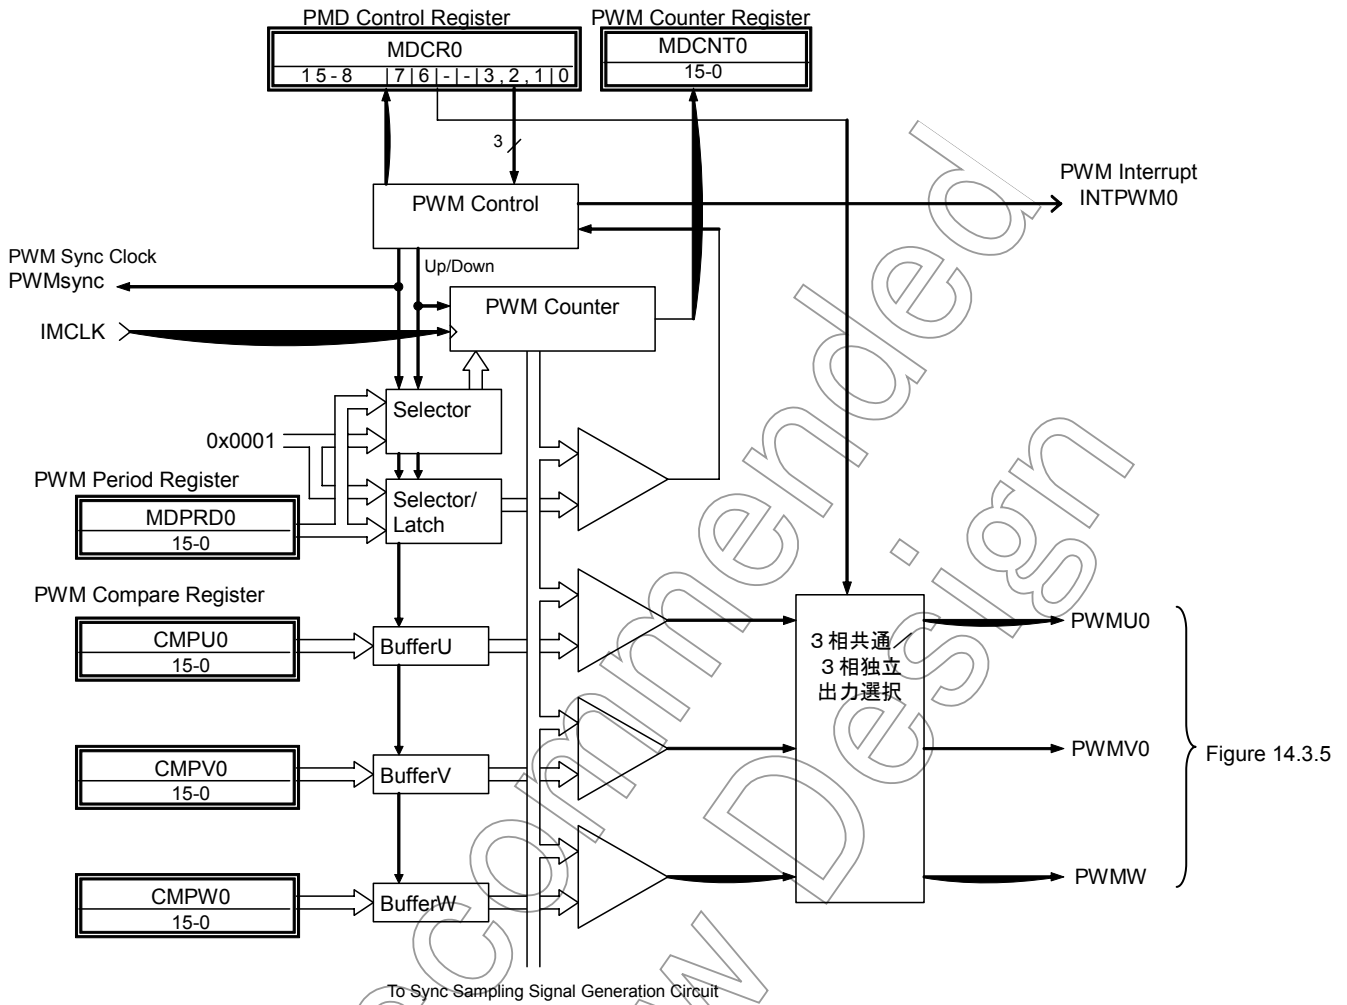 PMD Control Register
PWM Counter Register
MDCR0
15-8 |7|6|-|-|3,2,1|0
MDCNT0
15-0
3
PWM Control
PWM Interrupt
INTPWM0
PWM Sync Clock
PWMsync
Up/Down
PWM Counter
IMCLK
Selector
0x0001
PWM Period Register
MDPRD0
15-0
Selector/
Latch
PWM Compare Register
CMPU0
15-0
BufferU
3相共通/
3相独立
出力選択
PWMU0
CMPV0
15-0
BufferV
PWMV0
Figure 14.3.5
CMPW0
15-0
BufferW
PWMW
To Sync Sampling Signal Generation Circuit
ecommended
w Design